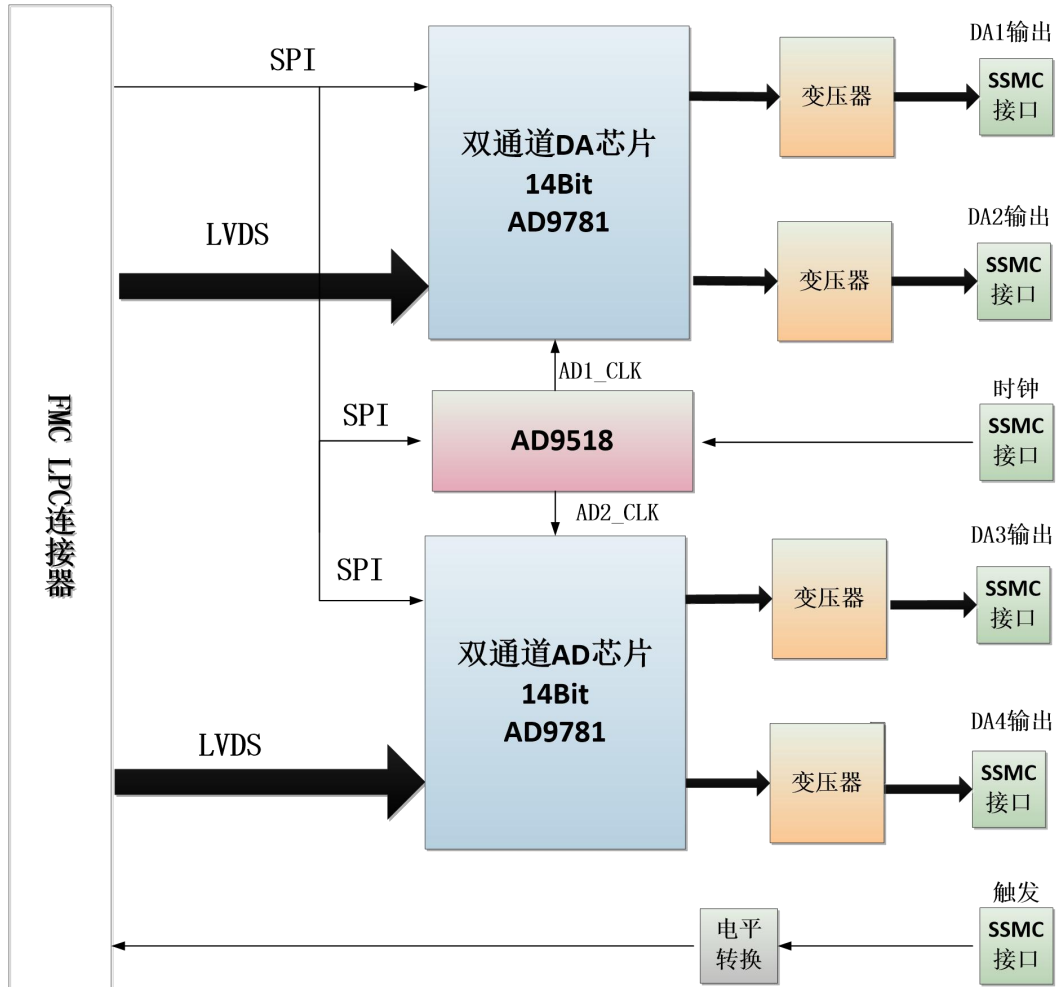 DA1输出
SPI
SSMC
接口
变压器
双通道DA芯片
14Bit
AD9781
DA2输出
LVDS
SSMC
接口
变压器
AD1_CLK
时钟
SPI
AD9518
SSMC
接口
FMC LPC连接器
AD2_CLK
DA3输出
SPI
SSMC
接口
变压器
双通道AD芯片
14Bit
AD9781
DA4输出
LVDS
变压器
SSMC
接口
触发
电平
转换
SSMC
接口